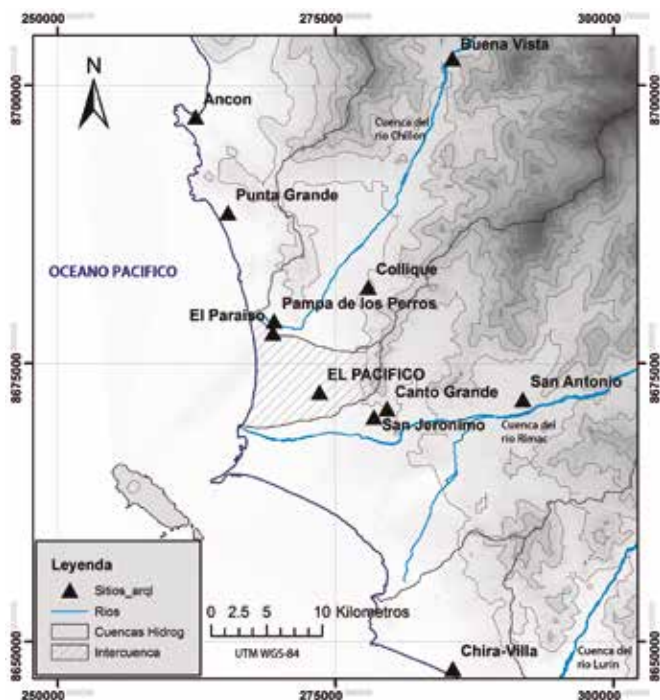 250000
275000
300000
Buena Vista
N
8700000
8700000
Ancon
Cuenca del
rio Chillon
Punta Grande
OCEANO PACIFICO
Collique
Pampa de los Perros
El Paraiso
8675000
8675000
EL PACIFICO
San Antonio
Canto Grande
San Jeronimo
Cuenca del
rio Rimac
Leyenda
Sitios_arql
Rios
Cuencas Hidrog
Intercuenca
0 2.5 5 10 Kilometros
UTM WGS-84
8650000
8650000
Chira-Villa
Cuenca del
rio Lurin
250000
275000
300000